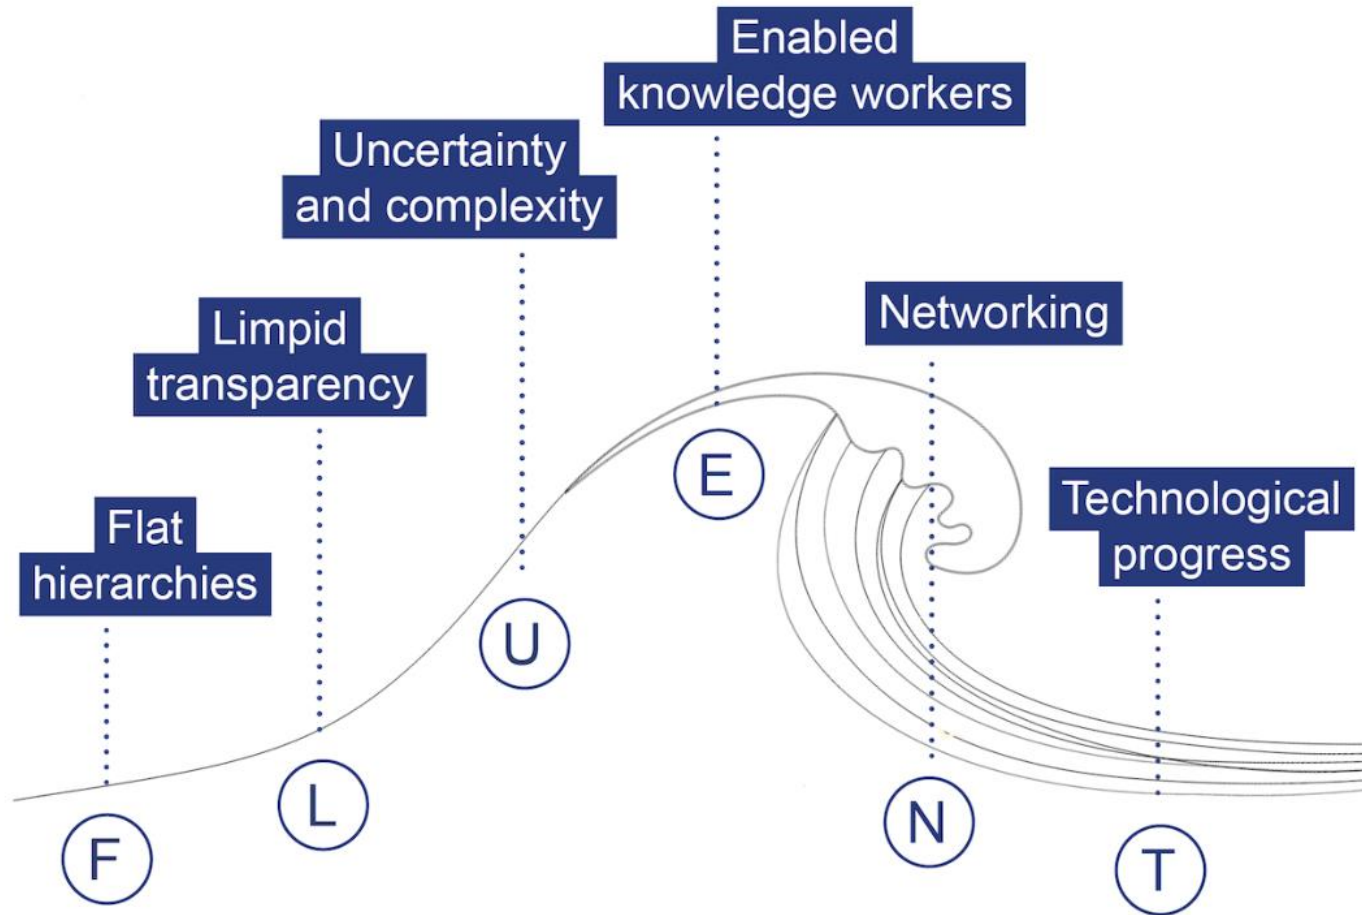 Enabled
knowledge workers
Uncertainty
and complexity
Networking
Limpid
transparency
Technological
progress
Flat
hierarchies
F
L
U
E
N
T